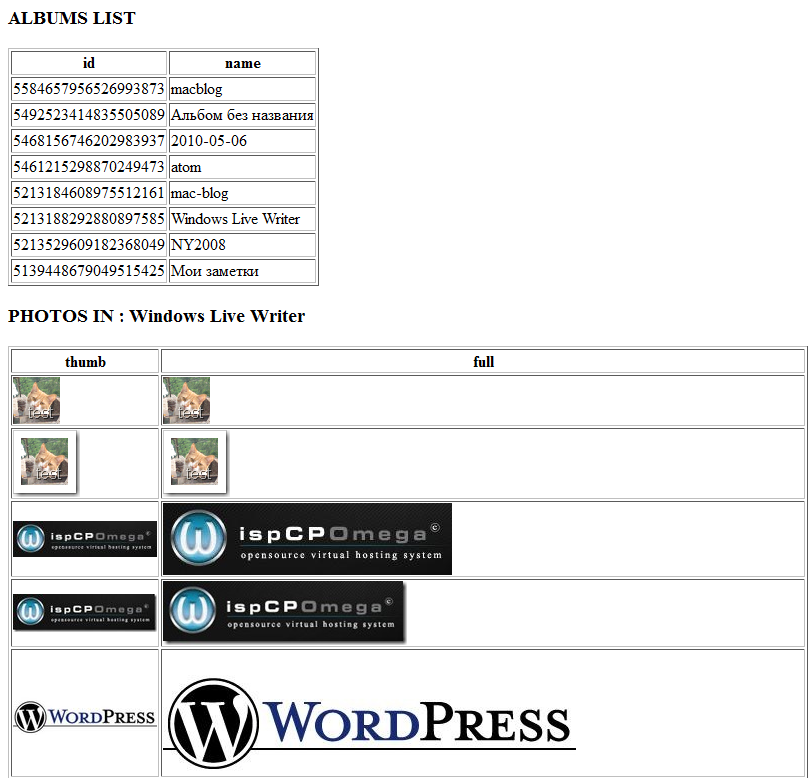 ALBUMS LIST
id name
5584657956526993873 macblog
5492523414835505089 Альбом без названия
5468156746202983937 2010-05-06
5461215298870249473 atom
5213184608975512161 mac-blog
5213188292880897585 Windows Live Writer
5213529609182368049 NY2008
5139448679049515425 Мои заметки
PHOTOS IN : Windows Live Writer
thumb full
test test
test test
ispCPOmega© ispCPOmega©
opensource virtual hosting system opensource virtual hosting system
ispCPOmega© ispCPOmega©
opensource virtual hosting system opensource virtual hosting system
WORDPRESS WORDPRESS